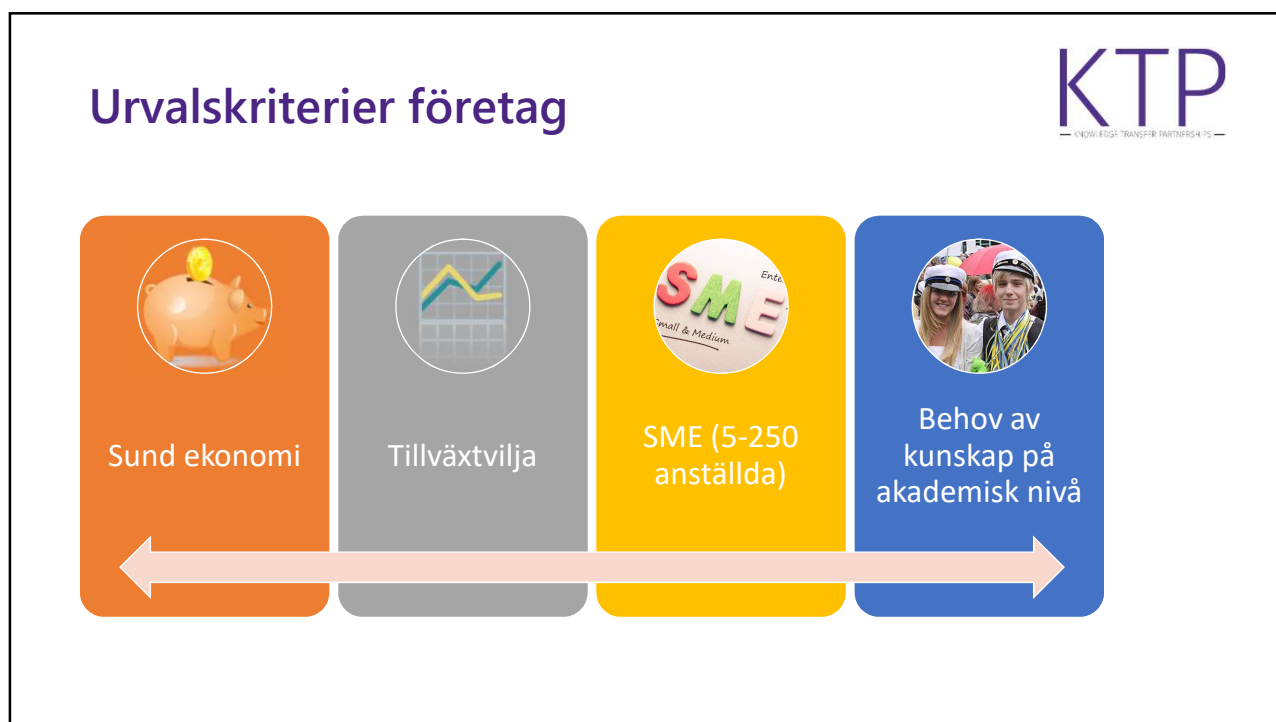 Urvalskriterier företag
KTP
KNOWLEDGE TRANSFER PARTNERSHIPS
Sund ekonomi
Tillväxtvilja
SME
Small & Medium
SME (5-250
anställda)
Behov av
kunskap på
akademisk nivå